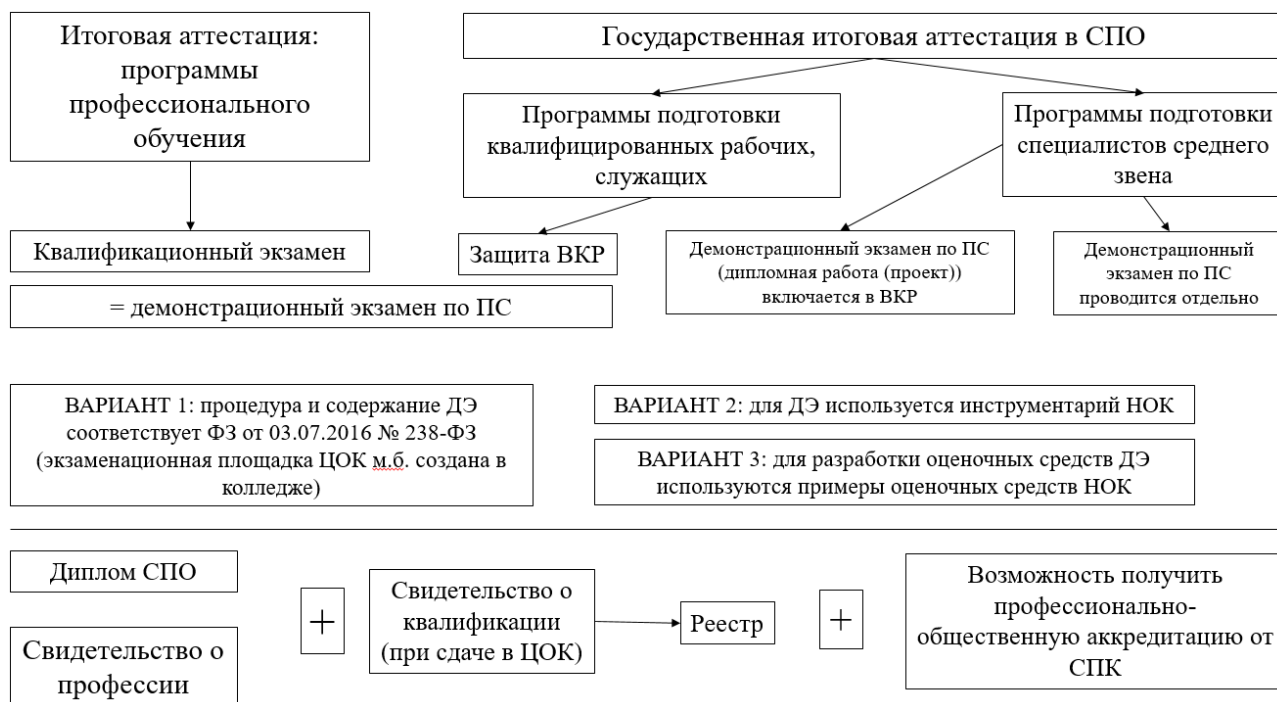 Итоговая аттестация:
программы
профессионального
обучения
Государственная итоговая аттестация в СПО
Программы подготовки
квалифицированных рабочих,
служащих
Программы подготовки
специалистов среднего
звена
Квалификационный экзамен
Защита ВКР
Демонстрационный экзамен по ПС
(дипломная работа (проект))
включается в ВКР
Демонстрационный
экзамен по ПС
проводится отдельно
= демонстрационный экзамен по ПС
ВАРИАНТ 1: процедура и содержание ДЭ
соответствует ФЗ от 03.07.2016 № 238-ФЗ
(экзаменационная площадка ЦОК м.б. создана в
колледже)
ВАРИАНТ 2: для ДЭ используется инструментарий НОК
ВАРИАНТ 3: для разработки оценочных средств ДЭ
используются примеры оценочных средств НОК
Диплом СПО
Свидетельство о
профессии
+
Свидетельство о
квалификации
(при сдаче в ЦОК)
Реестр
+
Возможность получить
профессионально-
общественную аккредитацию от
СПК